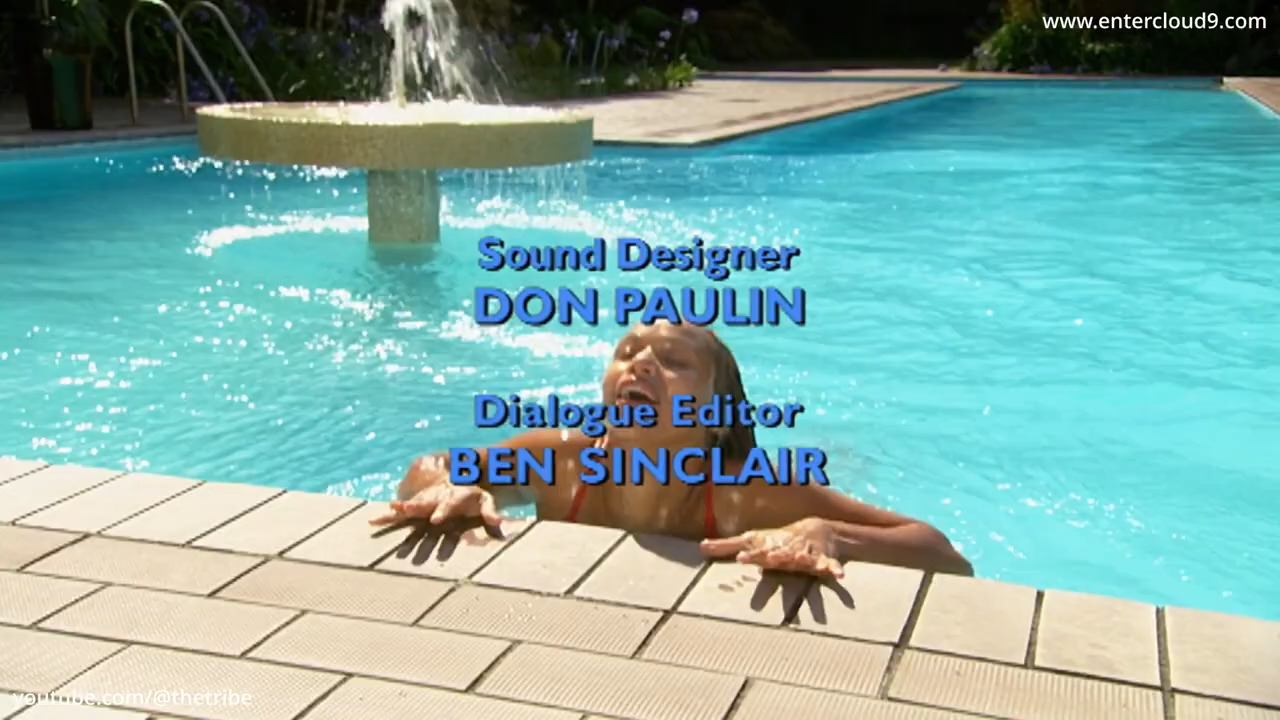 www.entercloud9.com
Sound Designer
DON PAULIN
Dialogue Editor
BEN SINCLAIR
youtube.com/@thetribe